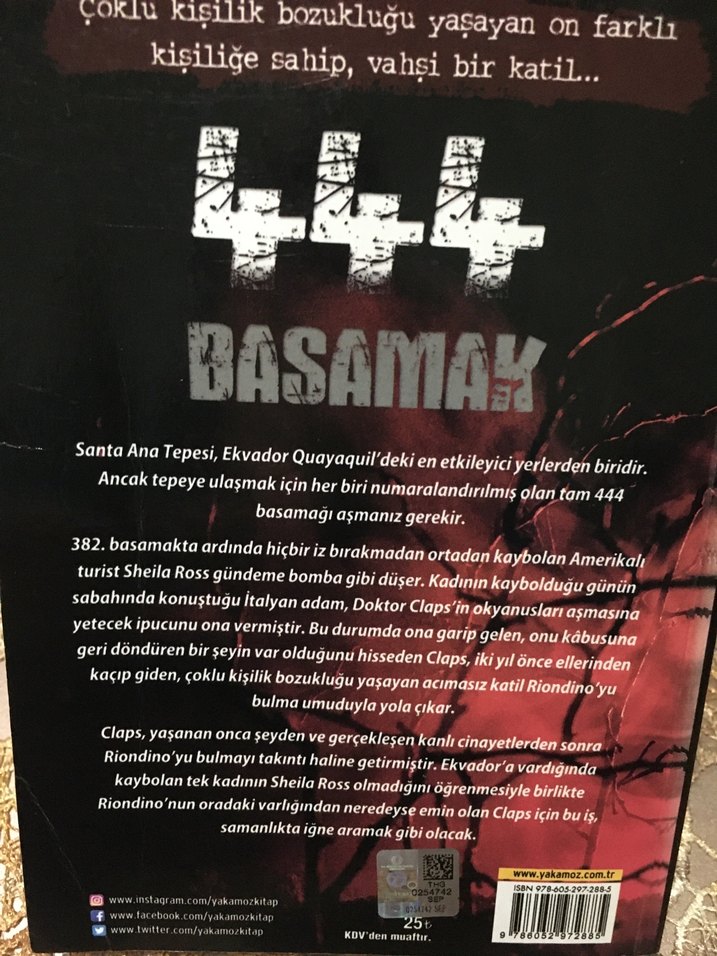 Çoklu kişilik bozukluğu yaşayan on farklı
kişiliğe sahip, vahşi bir katil...
444
BASAMAK
Santa Ana Tepesi, Ekvador Quayaquil'deki en etkileyici yerlerden biridir.
Ancak tepeye ulaşmak için her biri numaralandırılmış olan tam 444
basamağı aşmanız gerekir.
382. basamakta ardında hiçbir iz bırakmadan ortadan kaybolan Amerikalı
turist Sheila Ross gündeme bomba gibi düşer. Kadının kaybolduğu günün
sabahında konuştuğu İtalyan adam, Doktor Claps'in okyanusları aşmasına
yetecek ipucunu ona vermiştir. Bu durumda ona garip gelen, onu kâbusuna
geri döndüren bir şeyin var olduğunu hisseden Claps, iki yıl önce ellerinden
kaçıp giden, çoklu kişilik bozukluğu yaşayan acımasız katil Riondino'yu
bulma umuduyla yola çıkar.
Claps, yaşanan onca şeyden ve gerçekleşen kanlı cinayetlerden sonra
Riondino'yu bulmayı takıntı haline getirmiştir. Ekvador'a vardığında
kaybolan tek kadının Sheila Ross olmadığını öğrenmesiyle birlikte
Riondino'nun oradaki varlığından neredeyse emin olan Claps için bu iş,
samanlıkta iğne aramak gibi olacak.
www.instagram.com/yakamozkitap
www.facebook.com/yakamozkitap
www.twitter.com/yakamozkitap
THG
0254742
SEP
0254742 SEP
25₺
KDV'den muaftır.
www.yakamoz.com.tr
ISBN 978-605-297-288-5
9 786052 972885